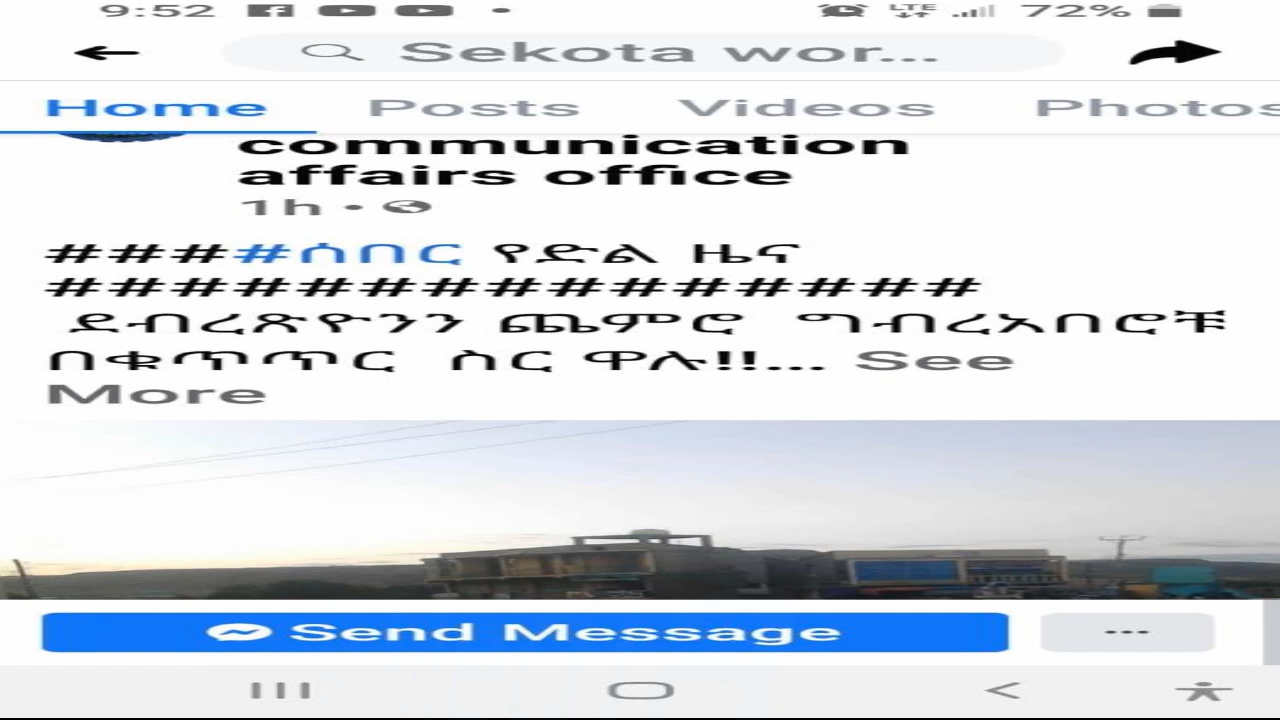 9:52 LTE 72%
Sekota wor...
Home Posts Videos Photos
communication
affairs office
1h •
####ሰበር የድል ዜና
###############
ደብረጽዮንን ጨምሮ ግብረአበሮቹ
በቁጥጥር ስር ዋሉ!!... See
More
Send Message